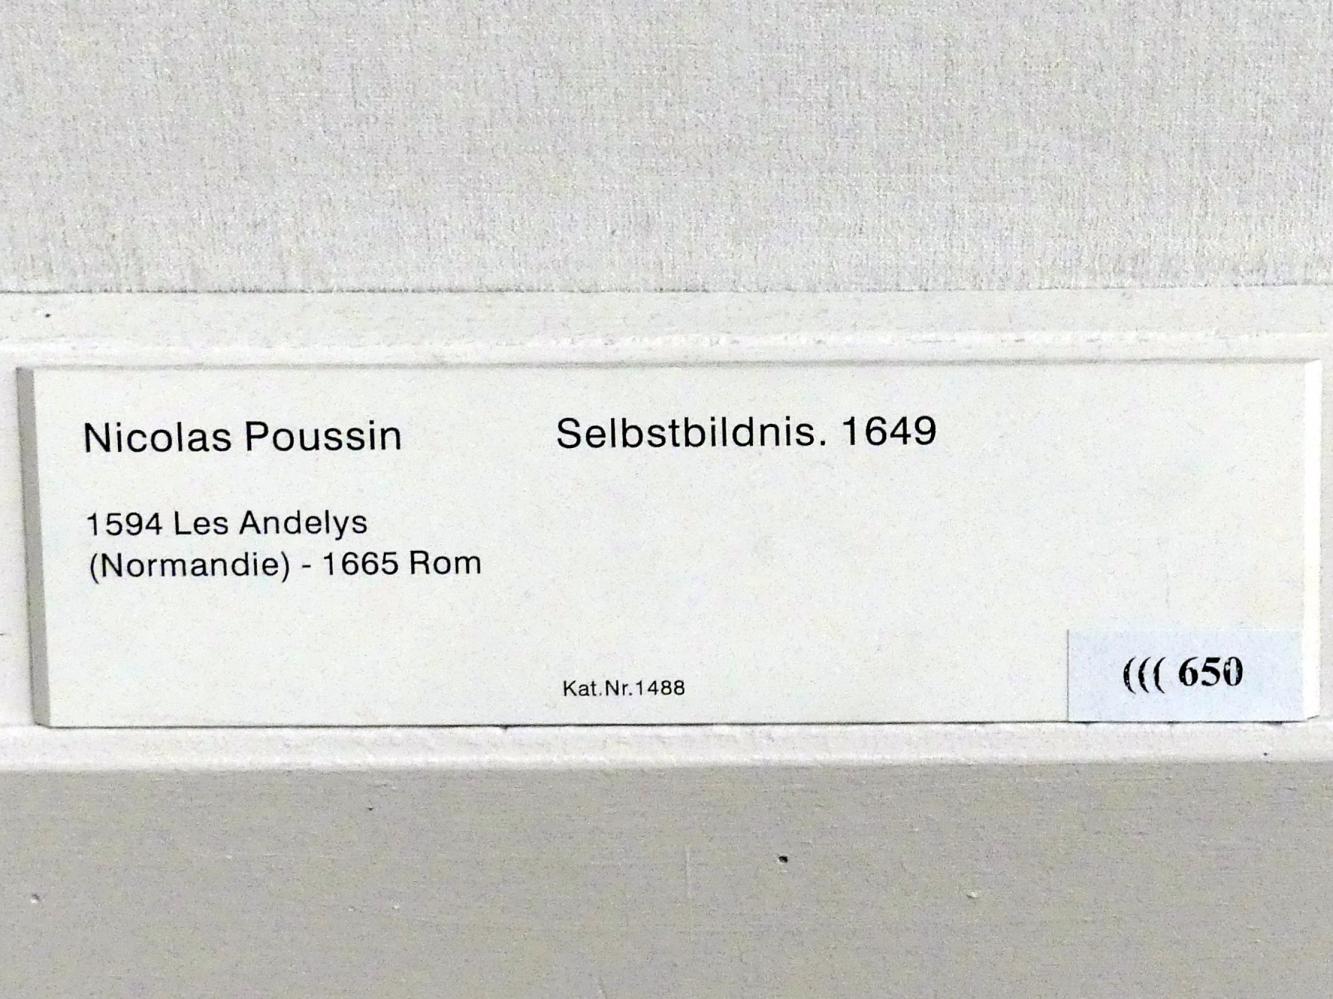 Nicolas Poussin
1594 Les Andelys
(Normandie) - 1665 Rom
Selbstbildnis. 1649
Kat.Nr.1488
((( 650